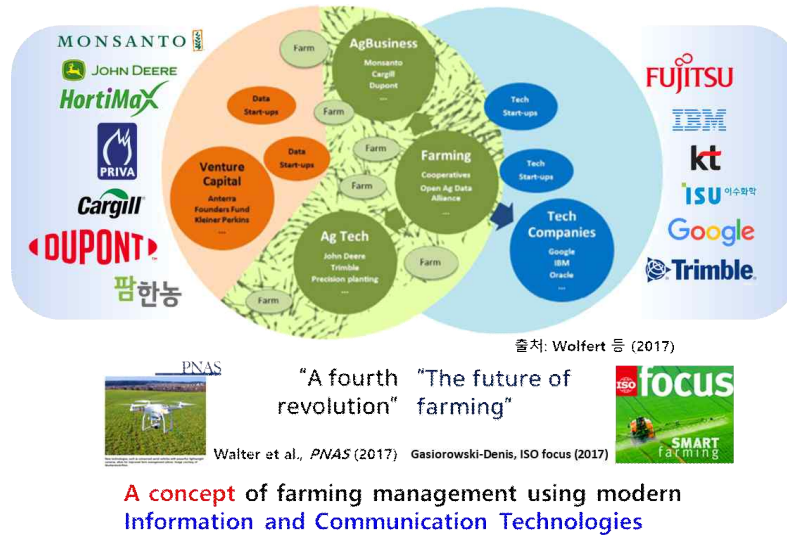 MONSANTO
JOHN DEERE
HortiMaX
PRIVA
Cargill
DUPONT
팜한농
Farm
AgBusiness
Monsanto
Cargill
Dupont
...
Data
Start-ups
Farm
Data
Start-ups
Farm
Farm
Venture
Capital
Anterra
Founders Fund
Kleiner Perkins
...
Farming
Cooperatives
Open Ag Data
Alliance
...
Ag Tech
John Deere
Trimble
Precision planting
...
Farm
Farm
Tech
Start-ups
Tech
Start-ups
Tech
Companies
Google
IBM
Oracle
...
FUJITSU
IBM
kt
ISU 이수화학
Google
Trimble
출처: Wolfert 등 (2017)
PNAS
"A fourth
revolution"
"The future of
farming"
ISO focus
SMART
farming
Walter et al., PNAS (2017)
Gasiorowski-Denis, ISO focus (2017)
A concept of farming management using modern
Information and Communication Technologies